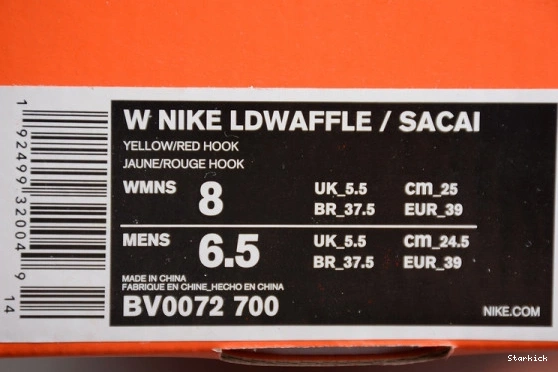 W NIKE LDWAFFLE / SACAI
YELLOW/RED HOOK
JAUNE/ROUGE HOOK
WMNS 8 UK_5.5 cm_25
BR_37.5 EUR_39
MENS 6.5 UK_5.5 cm_24.5
BR_37.5 EUR_39
MADE IN CHINA
FABRIQUE EN CHINE_HECHO EN CHINA
BV0072 700
NIKE.COM
1 92499 32004 9
14
Starkick